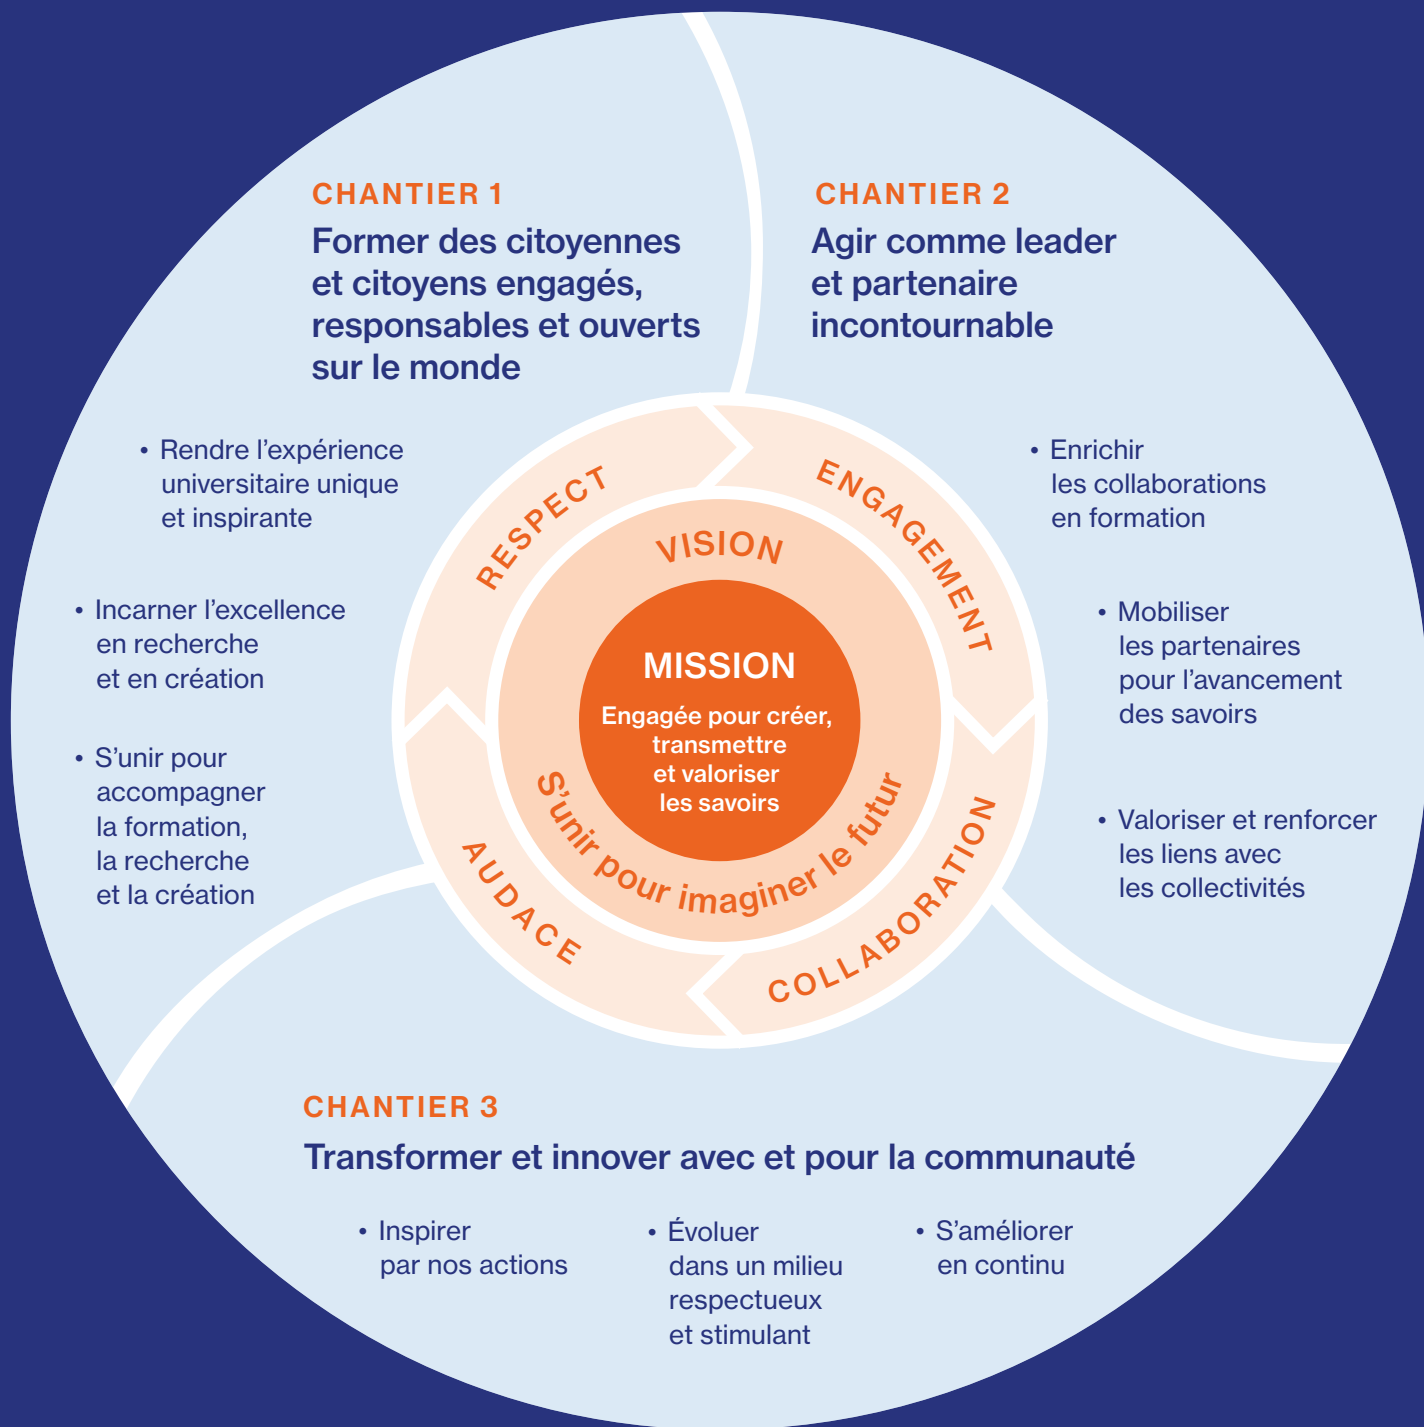 CHANTIER 1
Former des citoyennes
et citoyens engagés,
responsables et ouverts
sur le monde
• Rendre l’expérience
universitaire unique
et inspirante
• Incarner l’excellence
en recherche
et en création
• S’unir pour
accompagner
la formation,
la recherche
et la création
CHANTIER 2
Agir comme leader
et partenaire
incontournable
• Enrichir
les collaborations
en formation
• Mobiliser
les partenaires
pour l’avancement
des savoirs
• Valoriser et renforcer
les liens avec
les collectivités
RESPECT
ENGAGEMENT
COLLABORATION
AUDACE
VISION
S’unir pour imaginer le futur
MISSION
Engagée pour créer,
transmettre
et valoriser
les savoirs
CHANTIER 3
Transformer et innover avec et pour la communauté
• Inspirer
par nos actions
• Évoluer
dans un milieu
respectueux
et stimulant
• S’améliorer
en continu